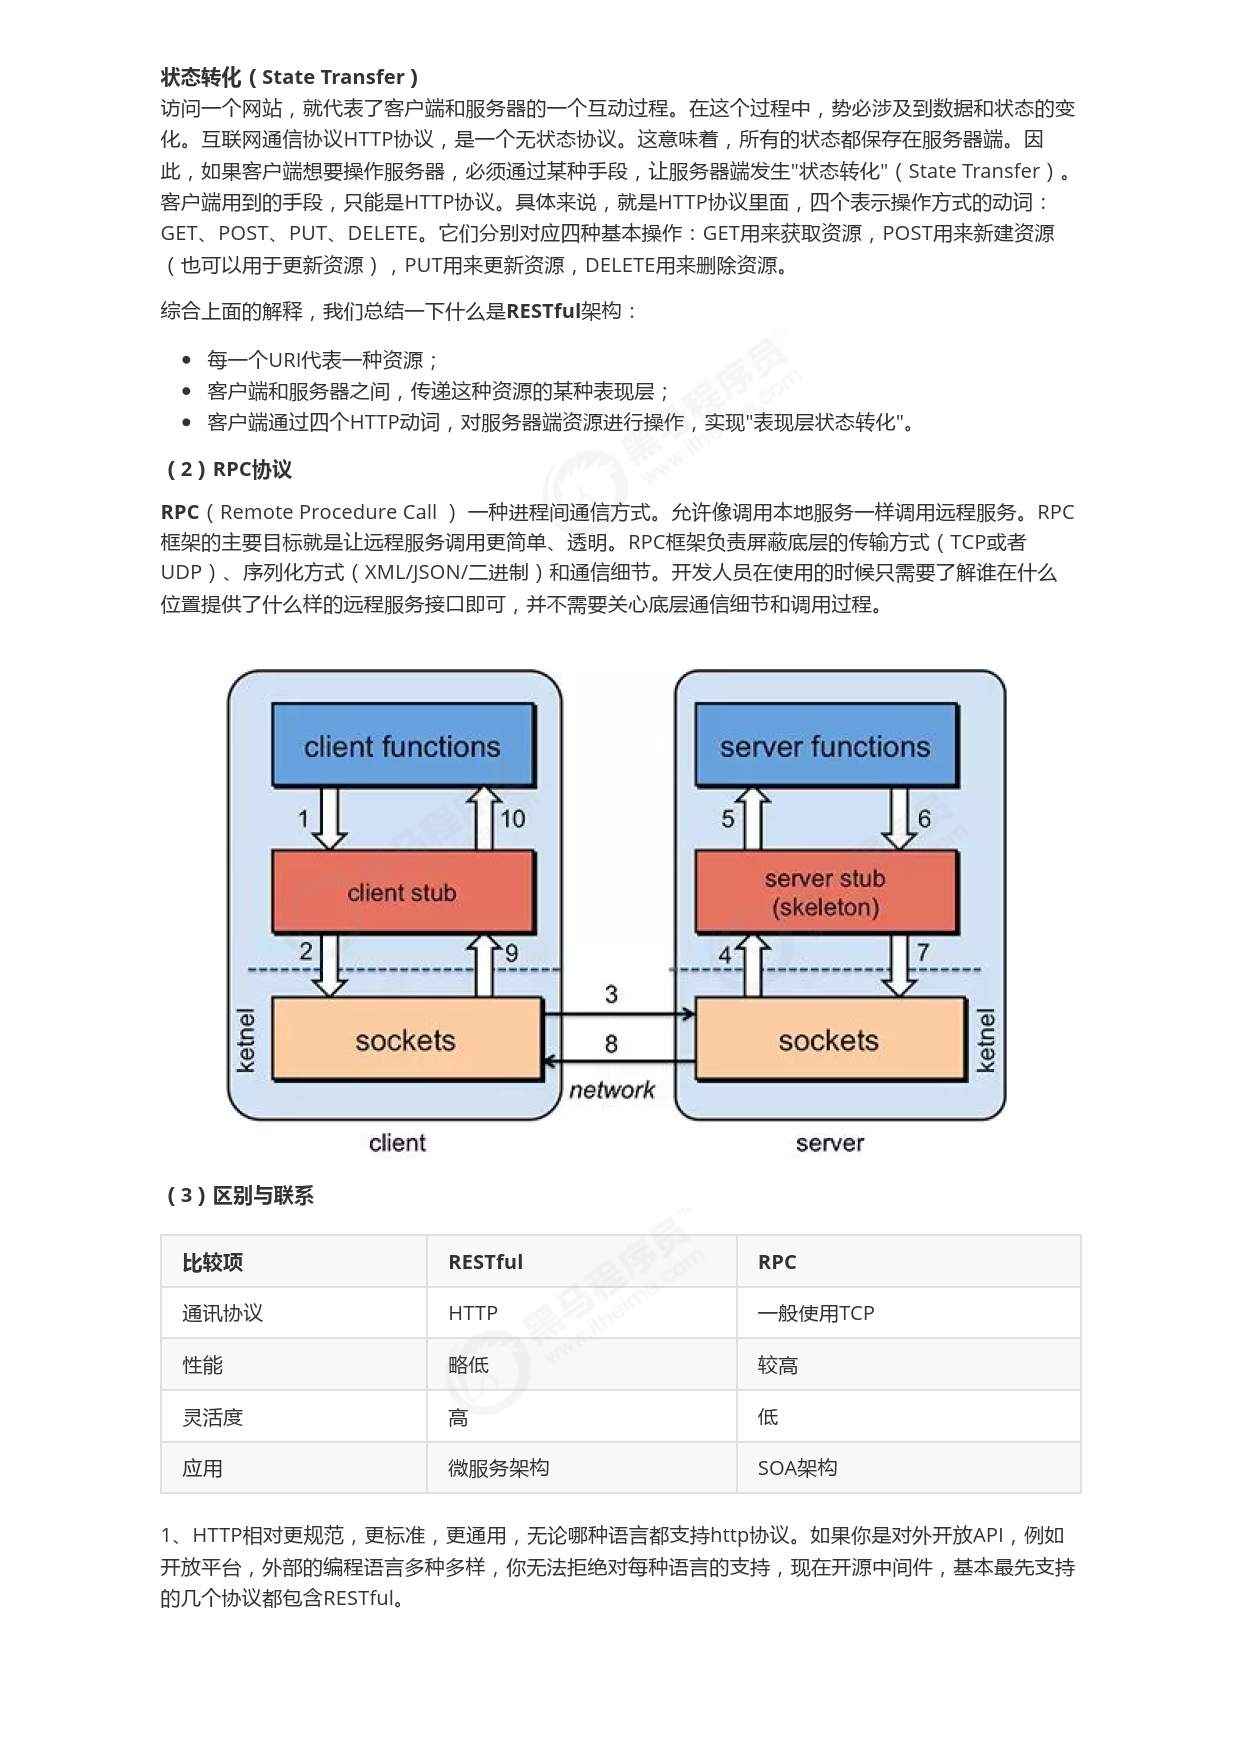 状态转化（State Transfer）
访问一个网站，就代表了客户端和服务器的一个互动过程。在这个过程中，势必涉及到数据和状态的变
化。互联网通信协议HTTP协议，是一个无状态协议。这意味着，所有的状态都保存在服务器端。因
此，如果客户端想要操作服务器，必须通过某种手段，让服务器端发生"状态转化"（State Transfer）。
客户端用到的手段，只能是HTTP协议。具体来说，就是HTTP协议里面，四个表示操作方式的动词：
GET、POST、PUT、DELETE。它们分别对应四种基本操作：GET用来获取资源，POST用来新建资源
（也可以用于更新资源），PUT用来更新资源，DELETE用来删除资源。
综合上面的解释，我们总结一下什么是RESTful架构：
• 每一个URI代表一种资源；
• 客户端和服务器之间，传递这种资源的某种表现层；
• 客户端通过四个HTTP动词，对服务器端资源进行操作，实现"表现层状态转化"。
（2）RPC协议
RPC（Remote Procedure Call ） 一种进程间通信方式。允许像调用本地服务一样调用远程服务。RPC
框架的主要目标就是让远程服务调用更简单、透明。RPC框架负责屏蔽底层的传输方式（TCP或者
UDP）、序列化方式（XML/JSON/二进制）和通信细节。开发人员在使用的时候只需要了解谁在什么
位置提供了什么样的远程服务接口即可，并不需要关心底层通信细节和调用过程。
client functions
server functions
1
10
5
6
client stub
server stub
(skeleton)
2
9
4
7
ketnel
sockets
3
8
network
sockets
ketnel
client
server
（3）区别与联系
比较项 RESTful RPC
通讯协议 HTTP 一般使用TCP
性能 略低 较高
灵活度 高 低
应用 微服务架构 SOA架构
1、HTTP相对更规范，更标准，更通用，无论哪种语言都支持http协议。如果你是对外开放API，例如
开放平台，外部的编程语言多种多样，你无法拒绝对每种语言的支持，现在开源中间件，基本最先支持
的几个协议都包含RESTful。
黑马程序员™
www.itheima.com
黑马程序员™
www.itheima.com